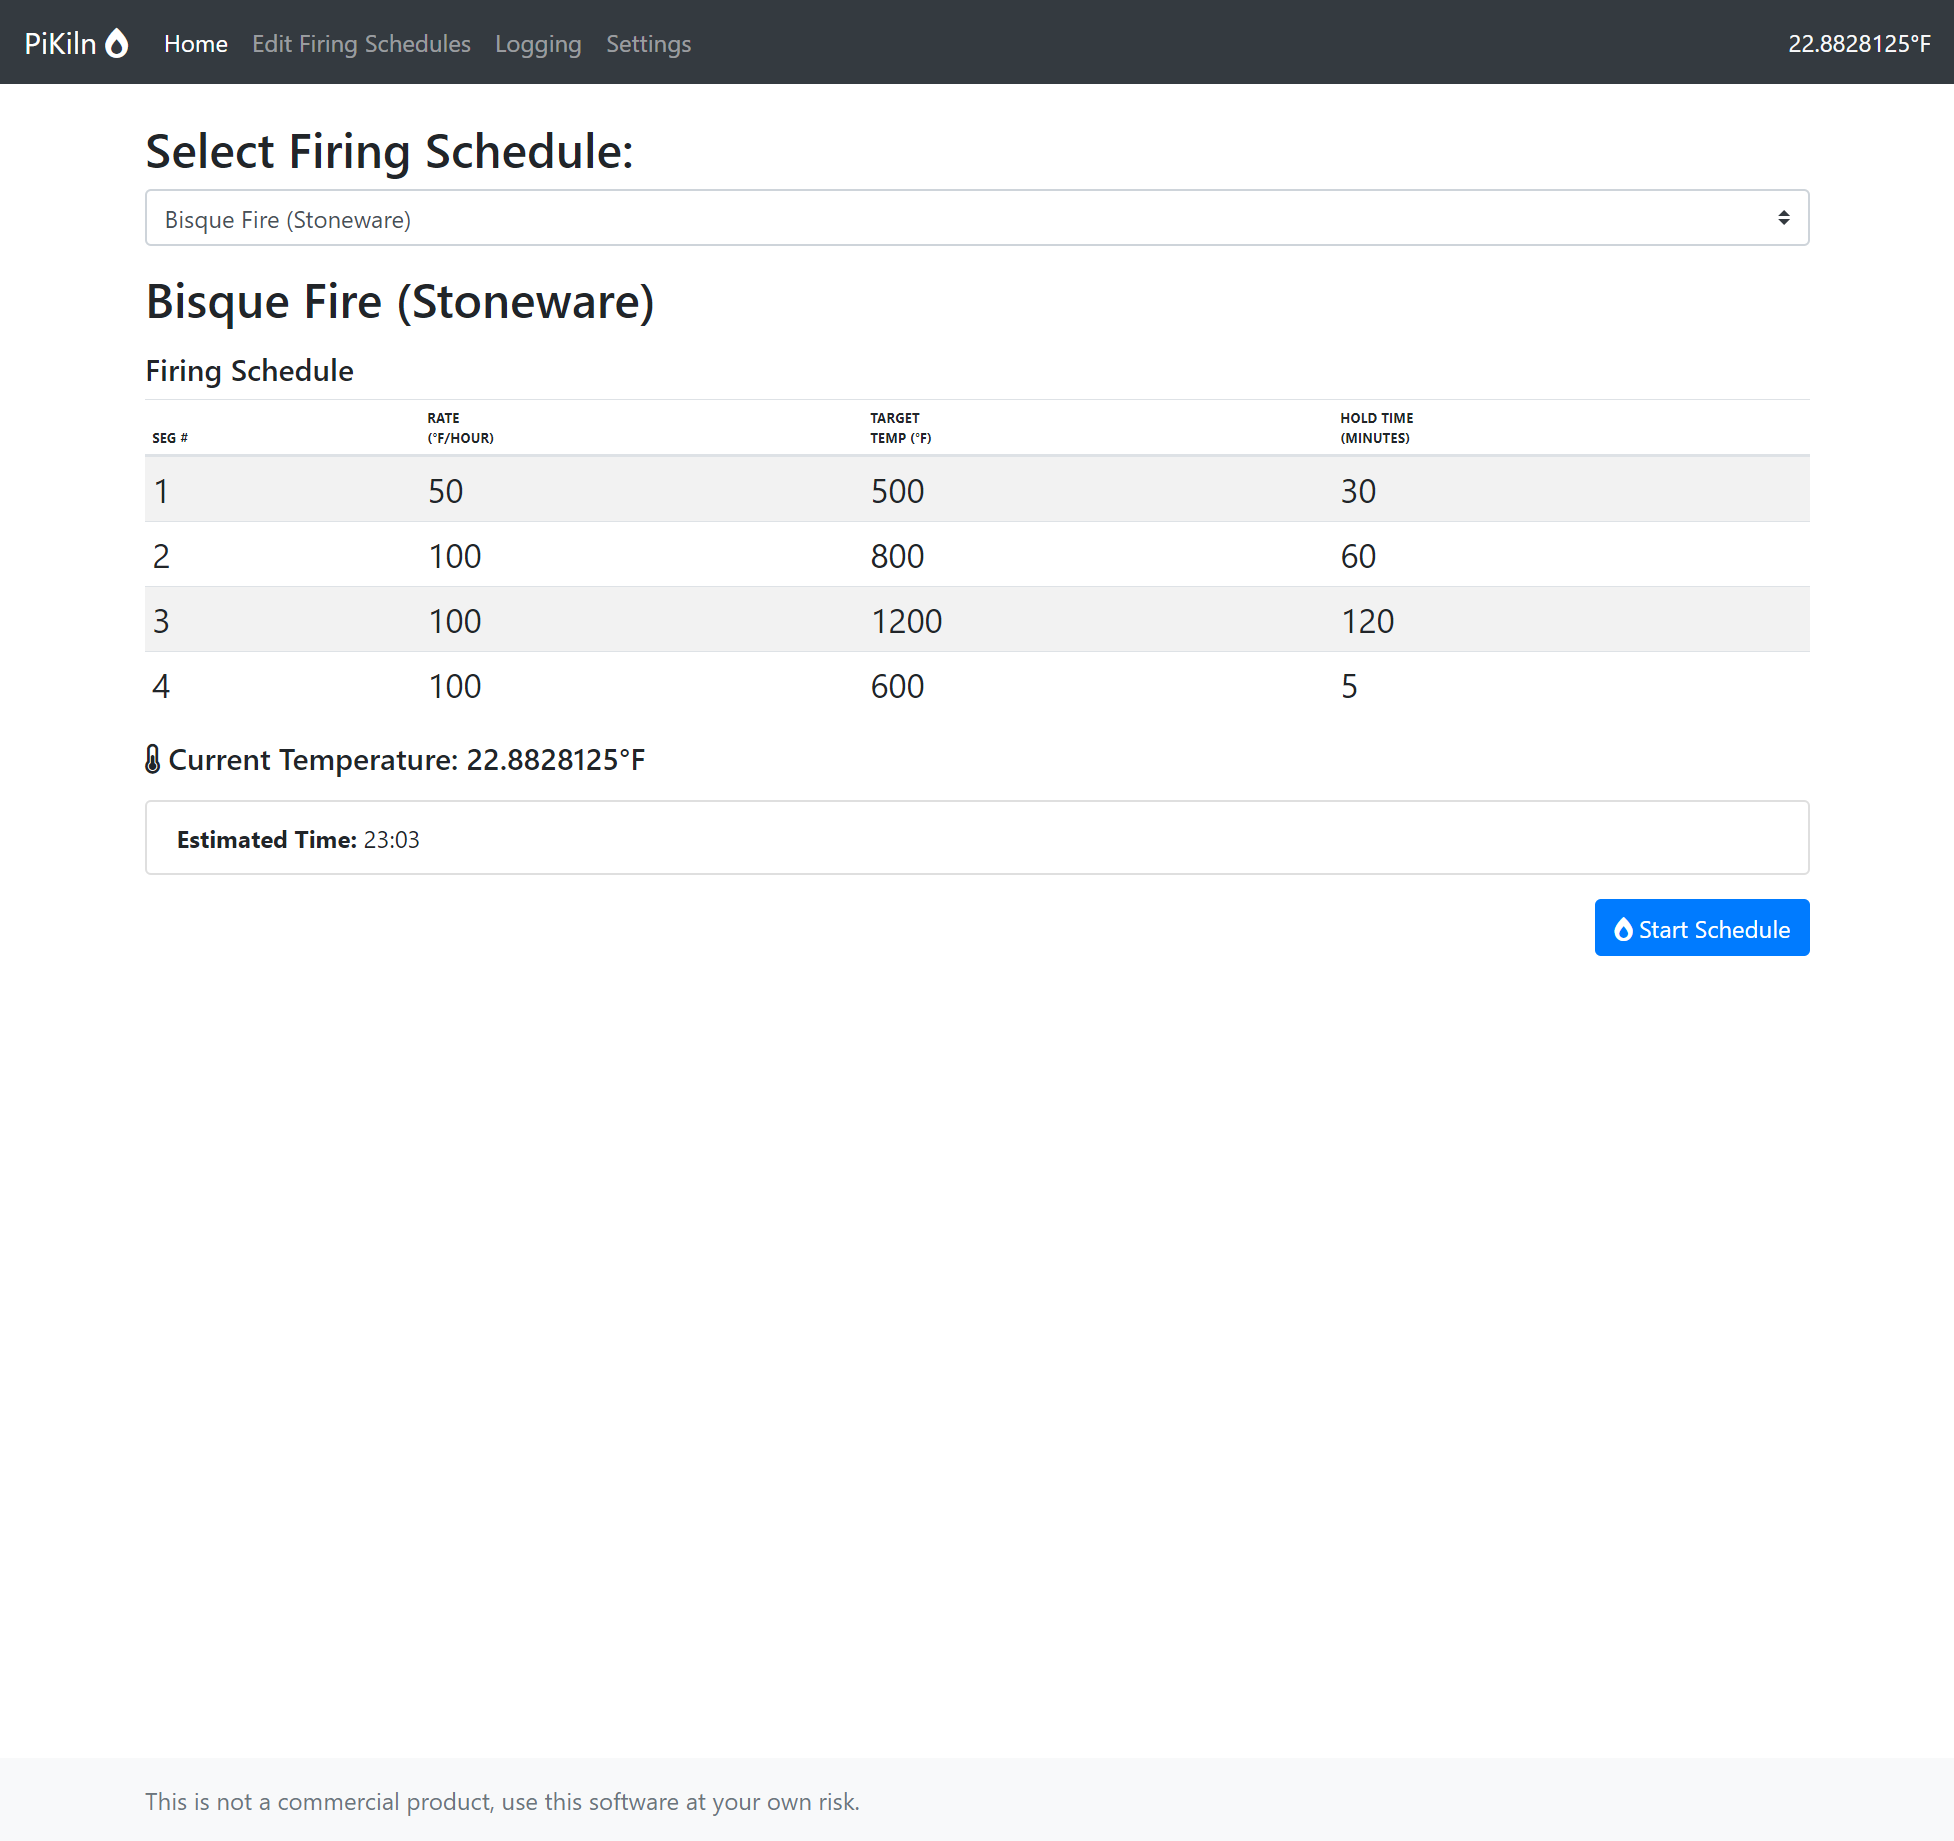 PiKiln Home Edit Firing Schedules Logging Settings 22.8828125°F
Select Firing Schedule:
Bisque Fire (Stoneware)
Bisque Fire (Stoneware)
Firing Schedule
SEG # RATE (°F/HOUR) TARGET TEMP (°F) HOLD TIME (MINUTES)
1 50 500 30
2 100 800 60
3 100 1200 120
4 100 600 5
Current Temperature: 22.8828125°F
Estimated Time: 23:03
Start Schedule
This is not a commercial product, use this software at your own risk.